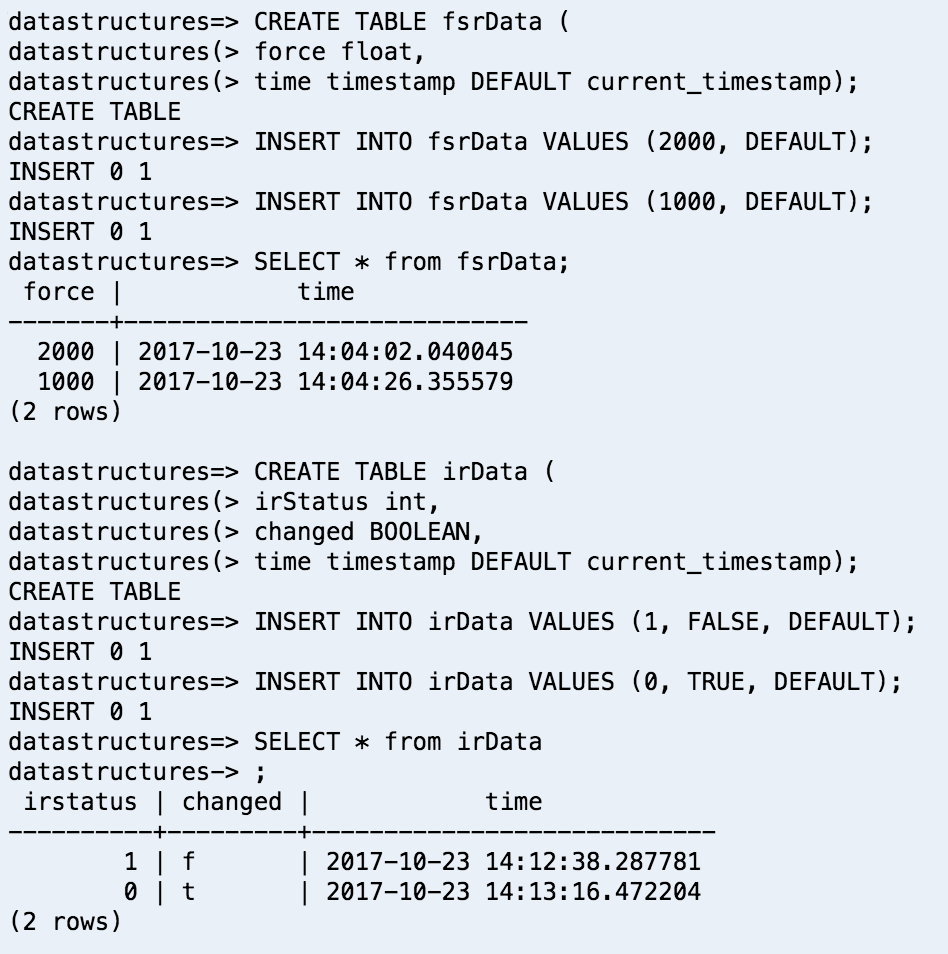 datastructures=> CREATE TABLE fsrData (
datastructures(> force float,
datastructures(> time timestamp DEFAULT current_timestamp);
CREATE TABLE
datastructures=> INSERT INTO fsrData VALUES (2000, DEFAULT);
INSERT 0 1
datastructures=> INSERT INTO fsrData VALUES (1000, DEFAULT);
INSERT 0 1
datastructures=> SELECT * from fsrData;
 force |            time
-------+----------------------------
  2000 | 2017-10-23 14:04:02.040045
  1000 | 2017-10-23 14:04:26.355579
(2 rows)

datastructures=> CREATE TABLE irData (
datastructures(> irStatus int,
datastructures(> changed BOOLEAN,
datastructures(> time timestamp DEFAULT current_timestamp);
CREATE TABLE
datastructures=> INSERT INTO irData VALUES (1, FALSE, DEFAULT);
INSERT 0 1
datastructures=> INSERT INTO irData VALUES (0, TRUE, DEFAULT);
INSERT 0 1
datastructures=> SELECT * from irData
datastructures-> ;
 irstatus | changed |            time
----------+---------+----------------------------
        1 | f       | 2017-10-23 14:12:38.287781
        0 | t       | 2017-10-23 14:13:16.472204
(2 rows)